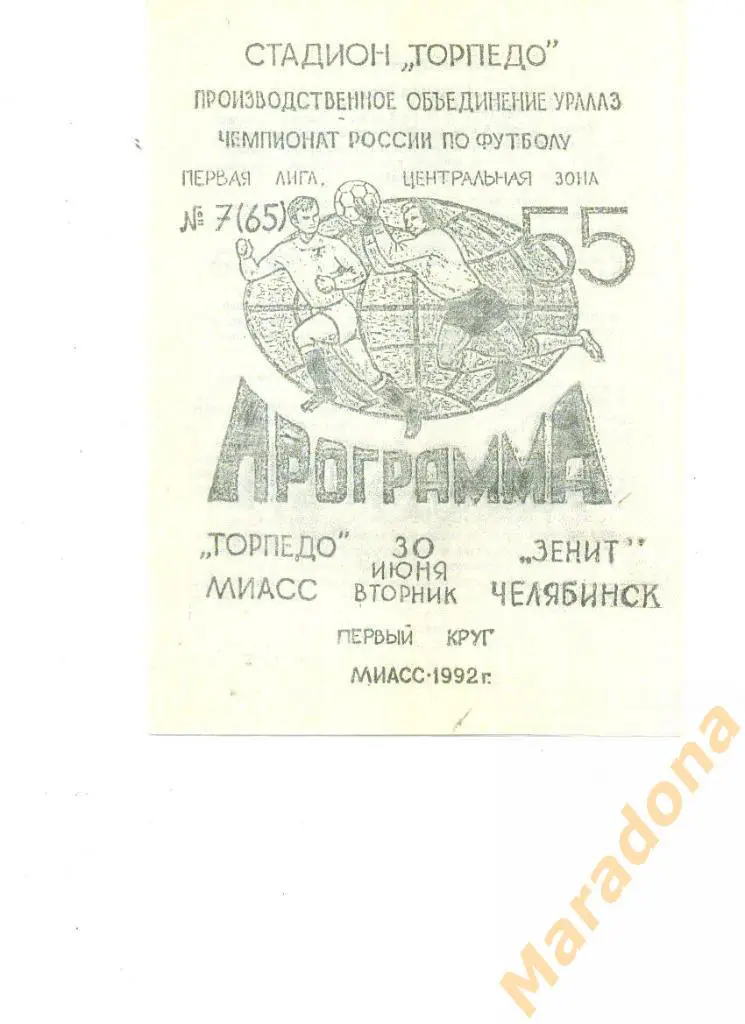 СТАДИОН „ТОРПЕДО"
ПРОИЗВОДСТВЕННОЕ ОБЪЕДИНЕНИЕ УРАЛАЗ
ЧЕМПИОНАТ РОССИИ ПО ФУТБОЛУ
ПЕРВАЯ ЛИГА, ЦЕНТРАЛЬНАЯ ЗОНА
№ 7(65) 55
ПРОГРАММА
„ТОРПЕДО" 30 „ЗЕНИТ"
ИЮНЯ
МИАСС ВТОРНИК ЧЕЛЯБИНСК
ПЕРВЫЙ КРУГ
МИАСС·1992 г.
Maradona